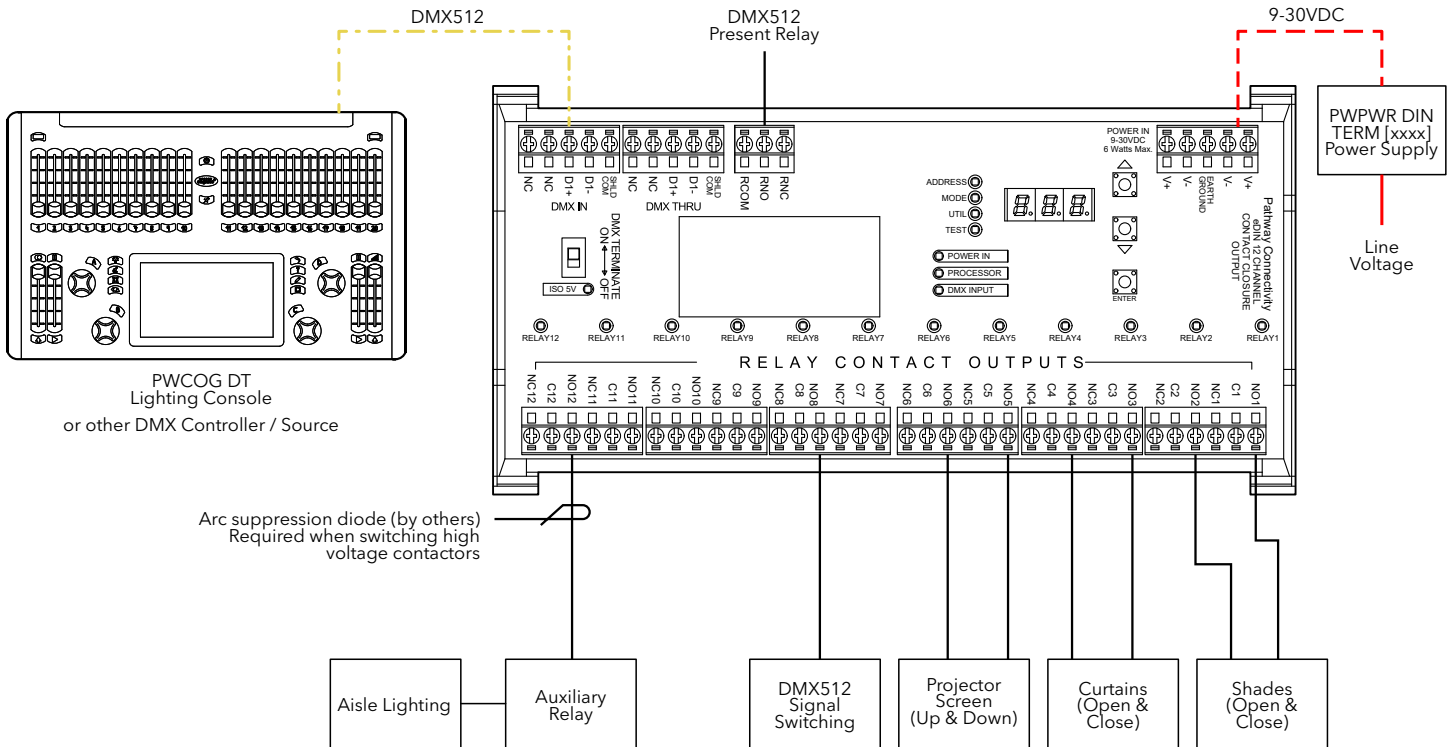 DMX512
DMX512
Present Relay
9-30VDC
PWPWR DIN
TERM [xxxx]
Power Supply
Line
Voltage
PWCOG DT
Lighting Console
or other DMX Controller / Source
NC
NC
D1+
D1-
SHLD
COM
DMX IN
NC
NC
D1+
D1-
SHLD
COM
DMX THRU
RCOM
RNO
RNC
POWER IN
9-30VDC
6 Watts Max.
V+
V-
EARTH
GROUND
V-
V+
ADDRESS
MODE
UTIL
TEST
8.8.8.
POWER IN
PROCESSOR
DMX INPUT
ENTER
Pathway Connectivity
eDIN 12 CHANNEL
CONTACT CLOSURE
OUTPUT
DMX TERMINATE
ON OFF
ISO 5V
RELAY12
RELAY11
RELAY10
RELAY9
RELAY8
RELAY7
RELAY6
RELAY5
RELAY4
RELAY3
RELAY2
RELAY1
RELAY CONTACT OUTPUTS
NC12
C12
NO12
NC11
C11
NO11
NC10
C10
NO10
NC9
C9
NO9
NC8
C8
NO8
NC7
C7
NO7
NC6
C6
NO6
NC5
C5
NO5
NC4
C4
NO4
NC3
C3
NO3
NC2
C2
NO2
NC1
C1
NO1
Arc suppression diode (by others)
Required when switching high
voltage contactors
Aisle Lighting
Auxiliary
Relay
DMX512
Signal
Switching
Projector
Screen
(Up & Down)
Curtains
(Open &
Close)
Shades
(Open &
Close)